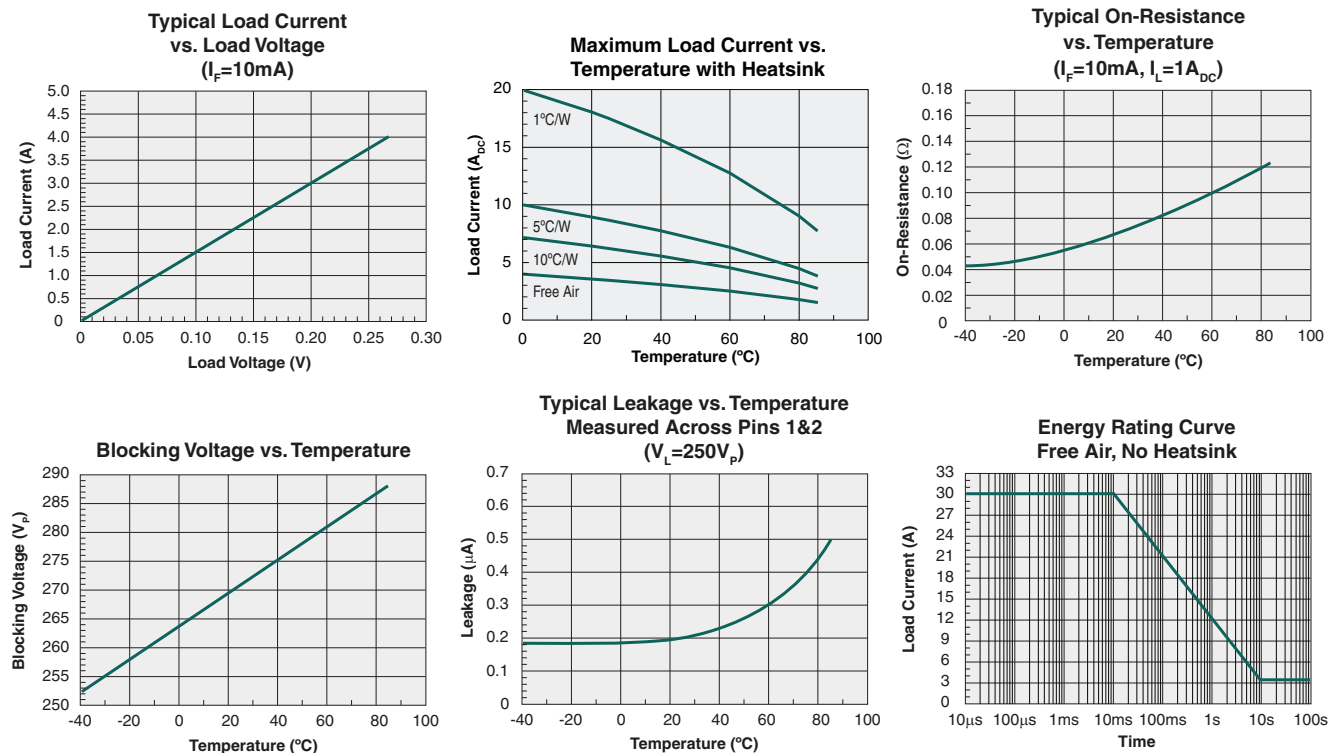 Typical Load Current
vs. Load Voltage
(I_F=10mA)
Load Current (A)
5.0
4.5
4.0
3.5
3.0
2.5
2.0
1.5
1.0
0.5
0
0 0.05 0.10 0.15 0.20 0.25 0.30
Load Voltage (V)
Maximum Load Current vs.
Temperature with Heatsink
Load Current (A_DC)
20
15
10
5
0
1ºC/W
5ºC/W
10ºC/W
Free Air
0 20 40 60 80 100
Temperature (ºC)
Typical On-Resistance
vs. Temperature
(I_F=10mA, I_L=1A_DC)
On-Resistance (Ω)
0.18
0.16
0.14
0.12
0.10
0.08
0.06
0.04
0.02
0
-40 -20 0 20 40 60 80 100
Temperature (ºC)
Blocking Voltage vs. Temperature
Blocking Voltage (V_P)
290
285
280
275
270
265
260
255
250
-40 -20 0 20 40 60 80 100
Temperature (ºC)
Typical Leakage vs. Temperature
Measured Across Pins 1&2
(V_L=250V_P)
Leakage (μA)
0.7
0.6
0.5
0.4
0.3
0.2
0.1
0
-40 -20 0 20 40 60 80 100
Temperature (ºC)
Energy Rating Curve
Free Air, No Heatsink
Load Current (A)
33
30
27
24
21
18
15
12
9
6
3
0
10μs 100μs 1ms 10ms 100ms 1s 10s 100s
Time